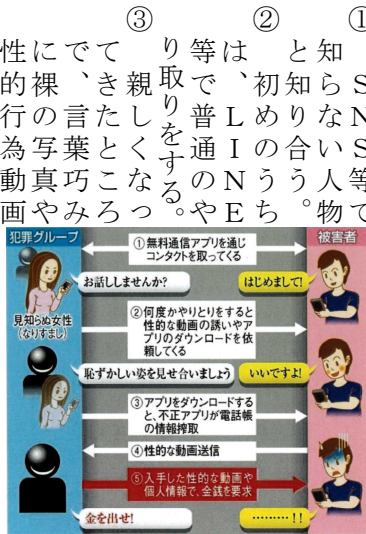 ① ＳＮＳ等で
知らない人物
と知り合う。
② 初めのうち
は、ＬＩＮＥ
等で普通のや
り取りをする。
③ 親しくなっ
てきたところ
で、言葉巧み
に裸の写真や
性的行為動画
犯罪グループ
被害者
①無料通信アプリを通じ
コンタクトを取ってくる
お話ししませんか?
はじめまして!
見知らぬ女性
(なりすまし)
②何度かやりとりをすると
性的な動画の誘いやア
プリのダウンロードを依
頼してくる
恥ずかしい姿を見せ合いましょう
いいですよ!
③アプリをダウンロードする
と、不正アプリが電話帳
の情報搾取
④性的な動画送信
⑤入手した性的な動画や
個人情報で、金銭を要求
金を出せ!
………!!